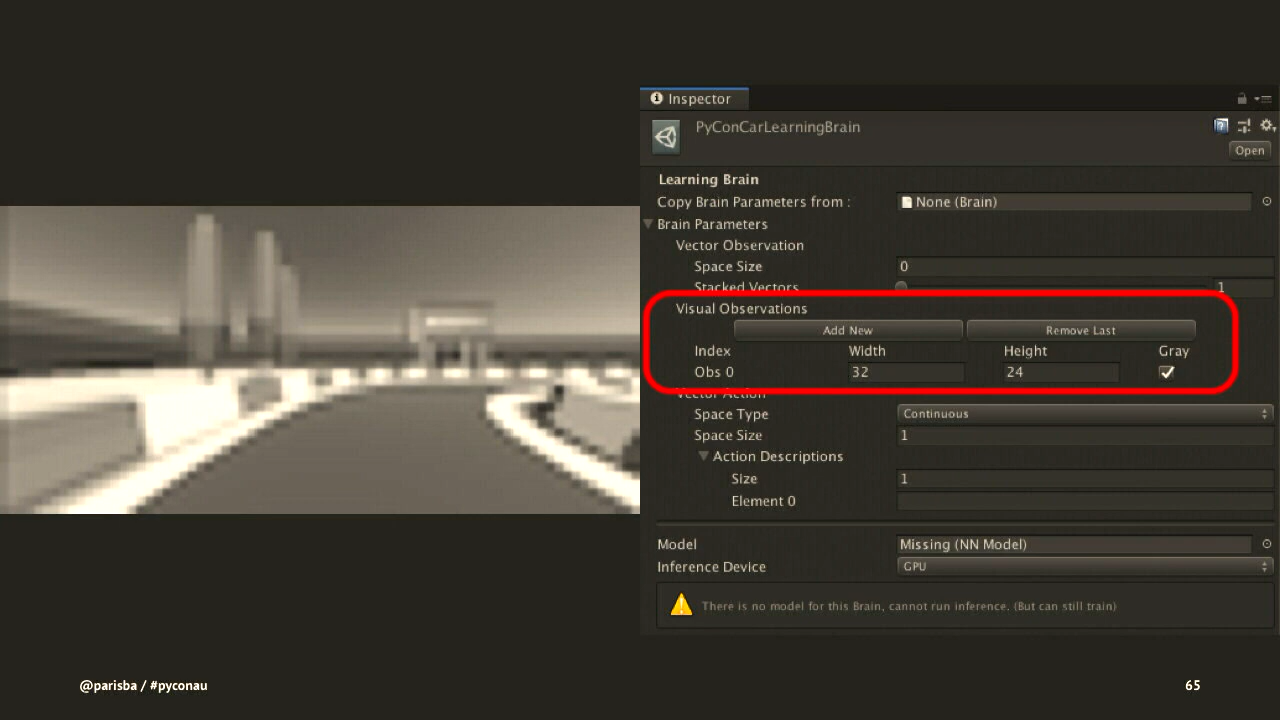 Inspector
PyConCarLearningBrain
Open
Learning Brain
Copy Brain Parameters from : None (Brain)
Brain Parameters
Vector Observation
Space Size 0
Stacked Vectors 1
Visual Observations
Add New Remove Last
Index Width Height Gray
Obs 0 32 24
Vector Action
Space Type Continuous
Space Size 1
Action Descriptions
Size 1
Element 0
Model Missing (NN Model)
Inference Device GPU
There is no model for this Brain, cannot run inference. (But can still train)
@parisba / #pyconau 65